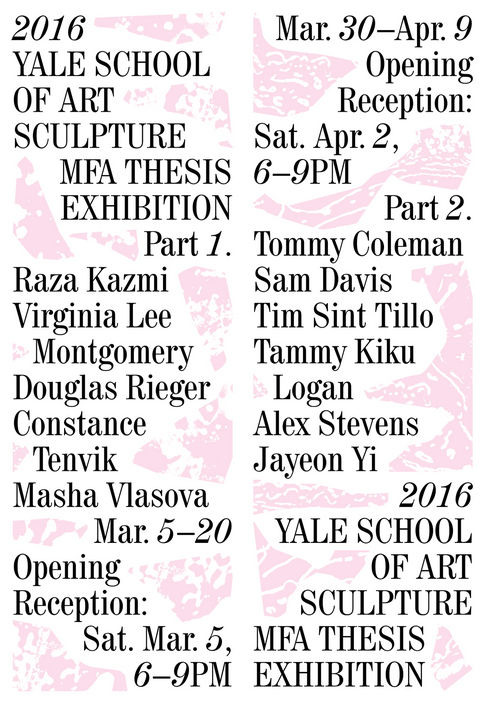 2016
YALE SCHOOL
OF ART
SCULPTURE
MFA THESIS
EXHIBITION
Part 1.
Raza Kazmi
Virginia Lee
Montgomery
Douglas Rieger
Constance
Tenvik
Masha Vlasova
Mar. 5–20
Opening
Reception:
Sat. Mar. 5,
6–9PM
Mar. 30–Apr. 9
Opening
Reception:
Sat. Apr. 2,
6–9PM
Part 2.
Tommy Coleman
Sam Davis
Tim Sint Tillo
Tammy Kiku
Logan
Alex Stevens
Jayeon Yi
2016
YALE SCHOOL
OF ART
SCULPTURE
MFA THESIS
EXHIBITION